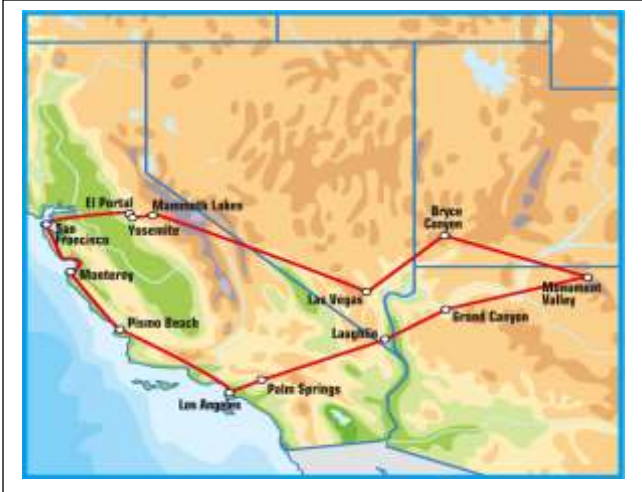 El Portal
Mammoth Lakes
San
Francisco
Yosemite
Bryce
Canyon
Monterey
Monument
Valley
Las Vegas
Grand Canyon
Pismo Beach
Laughlin
Palm Springs
Los Angeles